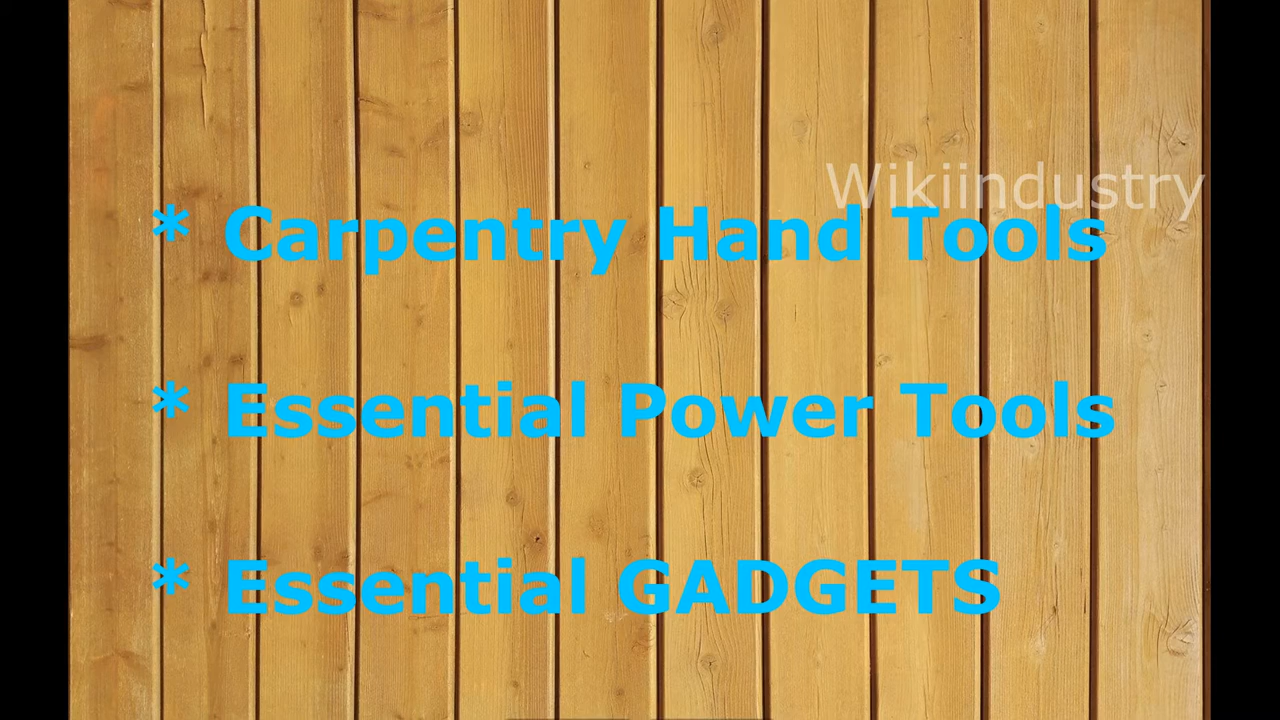 Wikiindustry
* Carpentry Hand Tools
* Essential Power Tools
* Essential GADGETS